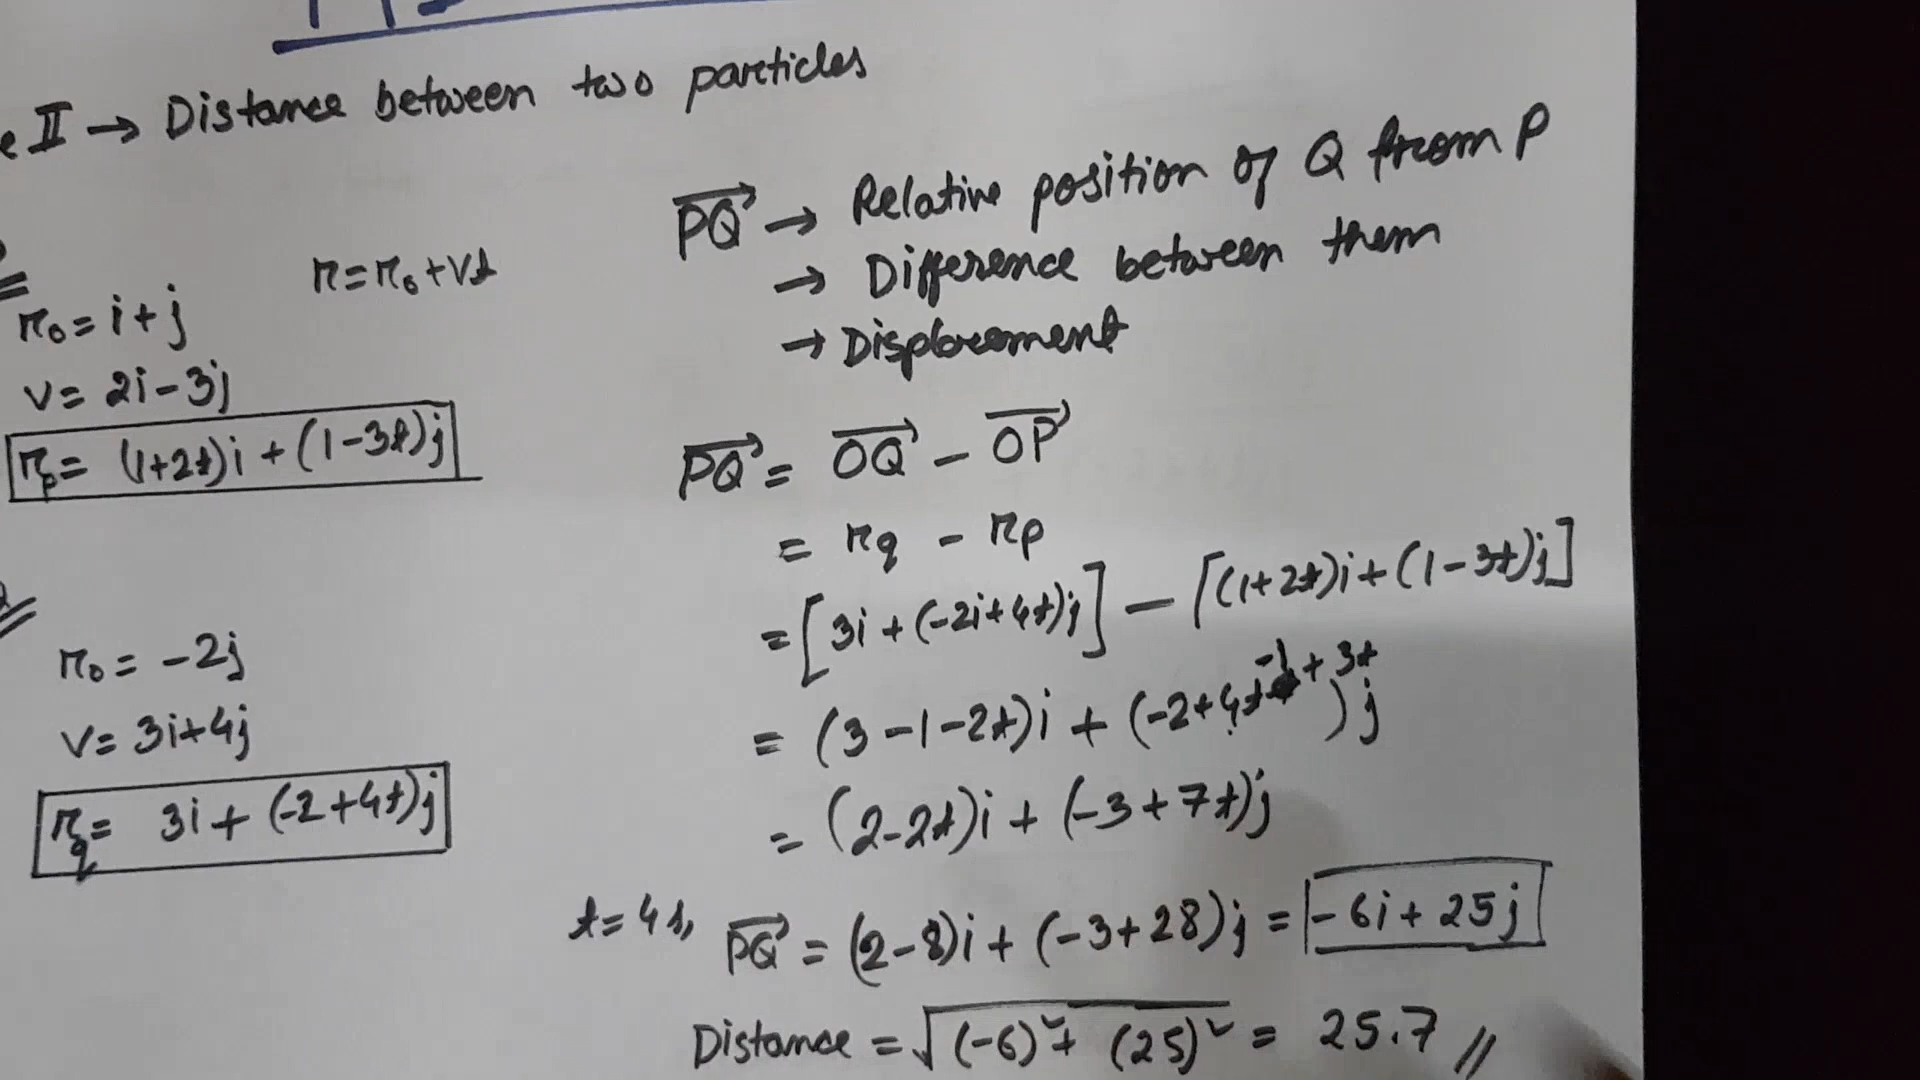 e II → Distance between two particles
r₀ = i + j
r = r₀ + vt
v = 2i - 3j
rₚ = (1+2t)i + (1-3t)j
r₀ = -2j
v = 3i + 4j
r_q = 3i + (-2+4t)j
PQ⃗ → Relative position of Q from P
→ Difference between them
→ Displacement
PQ⃗ = OQ⃗ - OP⃗
= r_q - rₚ
= [3i + (-2i+4t)j] - [(1+2t)i + (1-3t)j]
= (3-1-2t)i + (-2+4t -1 + 3t)j
= (2-2t)i + (-3+7t)j
t = 4s, PQ⃗ = (2-8)i + (-3+28)j = -6i + 25j
Distance = √(-6)² + (25)² = 25.7 //